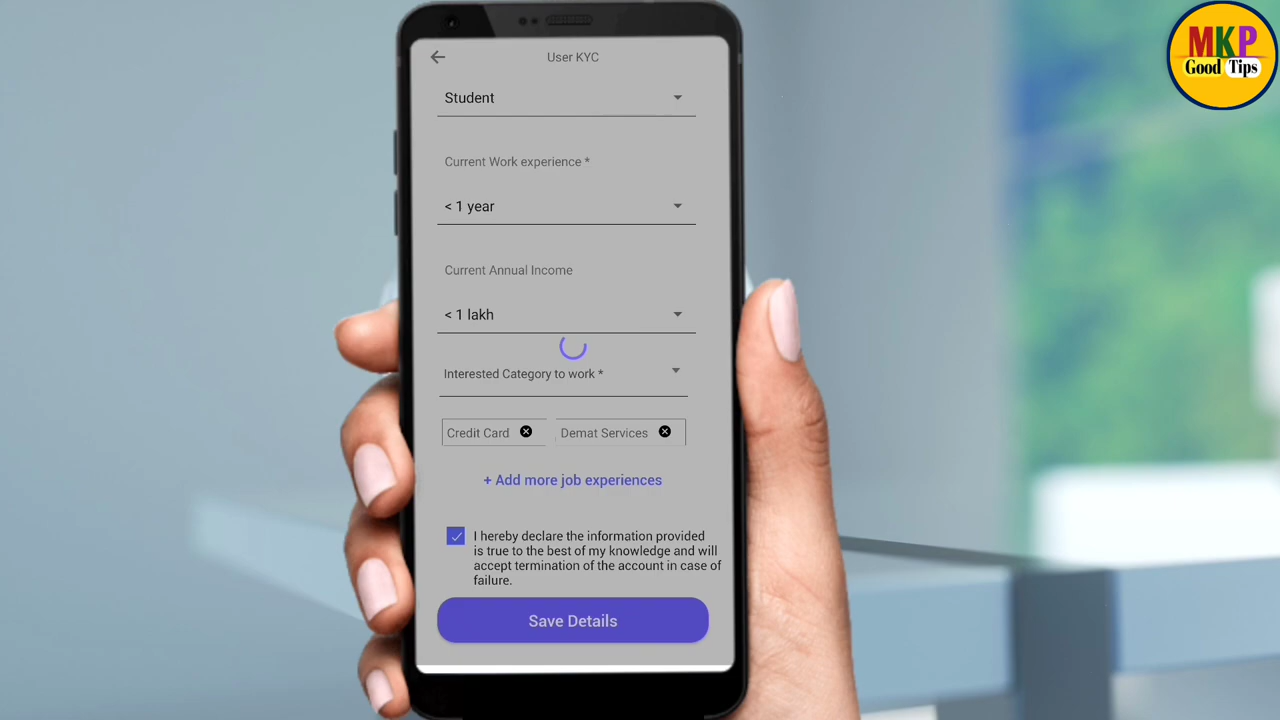 MKP
Good Tips
User KYC
Student
Current Work experience *
< 1 year
Current Annual Income
< 1 lakh
Interested Category to work *
Credit Card
Demat Services
+ Add more job experiences
I hereby declare the information provided
is true to the best of my knowledge and will
accept termination of the account in case of
failure.
Save Details